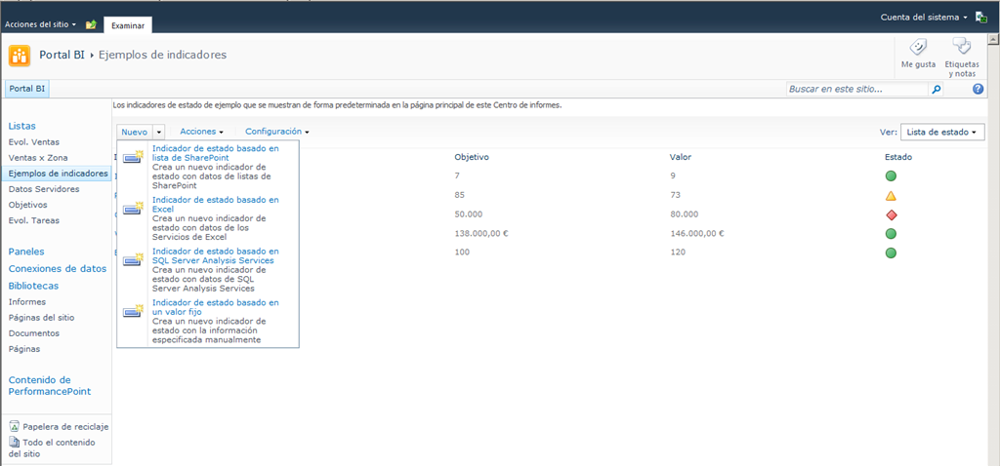 Acciones del sitio
Examinar
Cuenta del sistema
Portal BI
Ejemplos de indicadores
Me gusta
Etiquetas
y notas
Portal BI
Buscar en este sitio...
Los indicadores de estado de ejemplo que se muestran de forma predeterminada en la página principal de este Centro de informes.
Listas
Evol. Ventas
Ventas x Zona
Ejemplos de indicadores
Datos Servidores
Objetivos
Evol. Tareas
Paneles
Conexiones de datos
Bibliotecas
Informes
Páginas del sitio
Documentos
Páginas
Contenido de
PerformancePoint
Papelera de reciclaje
Todo el contenido
del sitio
Nuevo Acciones Configuración
Ver: Lista de estado
Indicador de estado basado en
lista de SharePoint
Crea un nuevo indicador de
estado con datos de listas de
SharePoint
Indicador de estado basado en
Excel
Crea un nuevo indicador de
estado con datos de los
Servicios de Excel
Indicador de estado basado en
SQL Server Analysis Services
Crea un nuevo indicador de
estado con datos de SQL
Server Analysis Services
Indicador de estado basado en
un valor fijo
Crea un nuevo indicador de
estado con la información
especificada manualmente
Objetivo Valor Estado
7 9
85 73
50.000 80.000
138.000,00 € 146.000,00 €
100 120